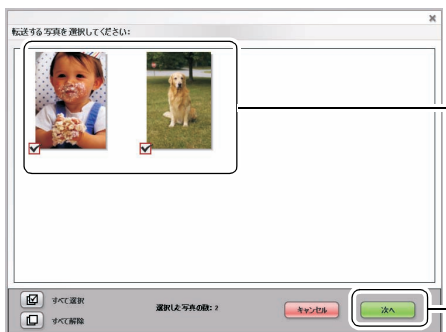 転送する写真を選択してください:
すべて選択
すべて解除
選択した写真の数: 2
キャンセル
次へ